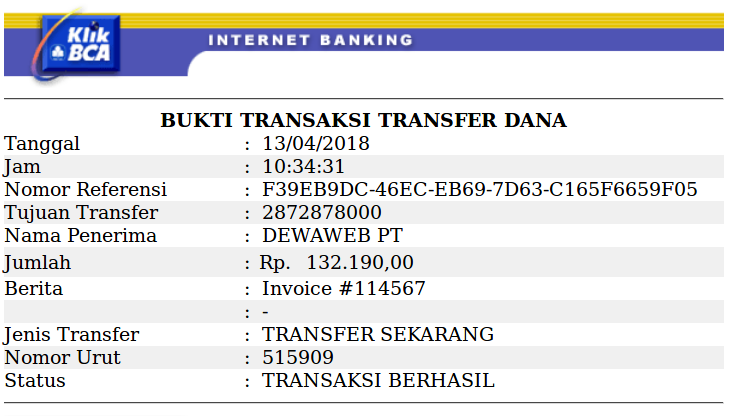 Klik
BCA
INTERNET BANKING
BUKTI TRANSAKSI TRANSFER DANA
Tanggal : 13/04/2018
Jam : 10:34:31
Nomor Referensi : F39EB9DC-46EC-EB69-7D63-C165F6659F05
Tujuan Transfer : 2872878000
Nama Penerima : DEWAWEB PT
Jumlah : Rp. 132.190,00
Berita : Invoice #114567
: -
Jenis Transfer : TRANSFER SEKARANG
Nomor Urut : 515909
Status : TRANSAKSI BERHASIL